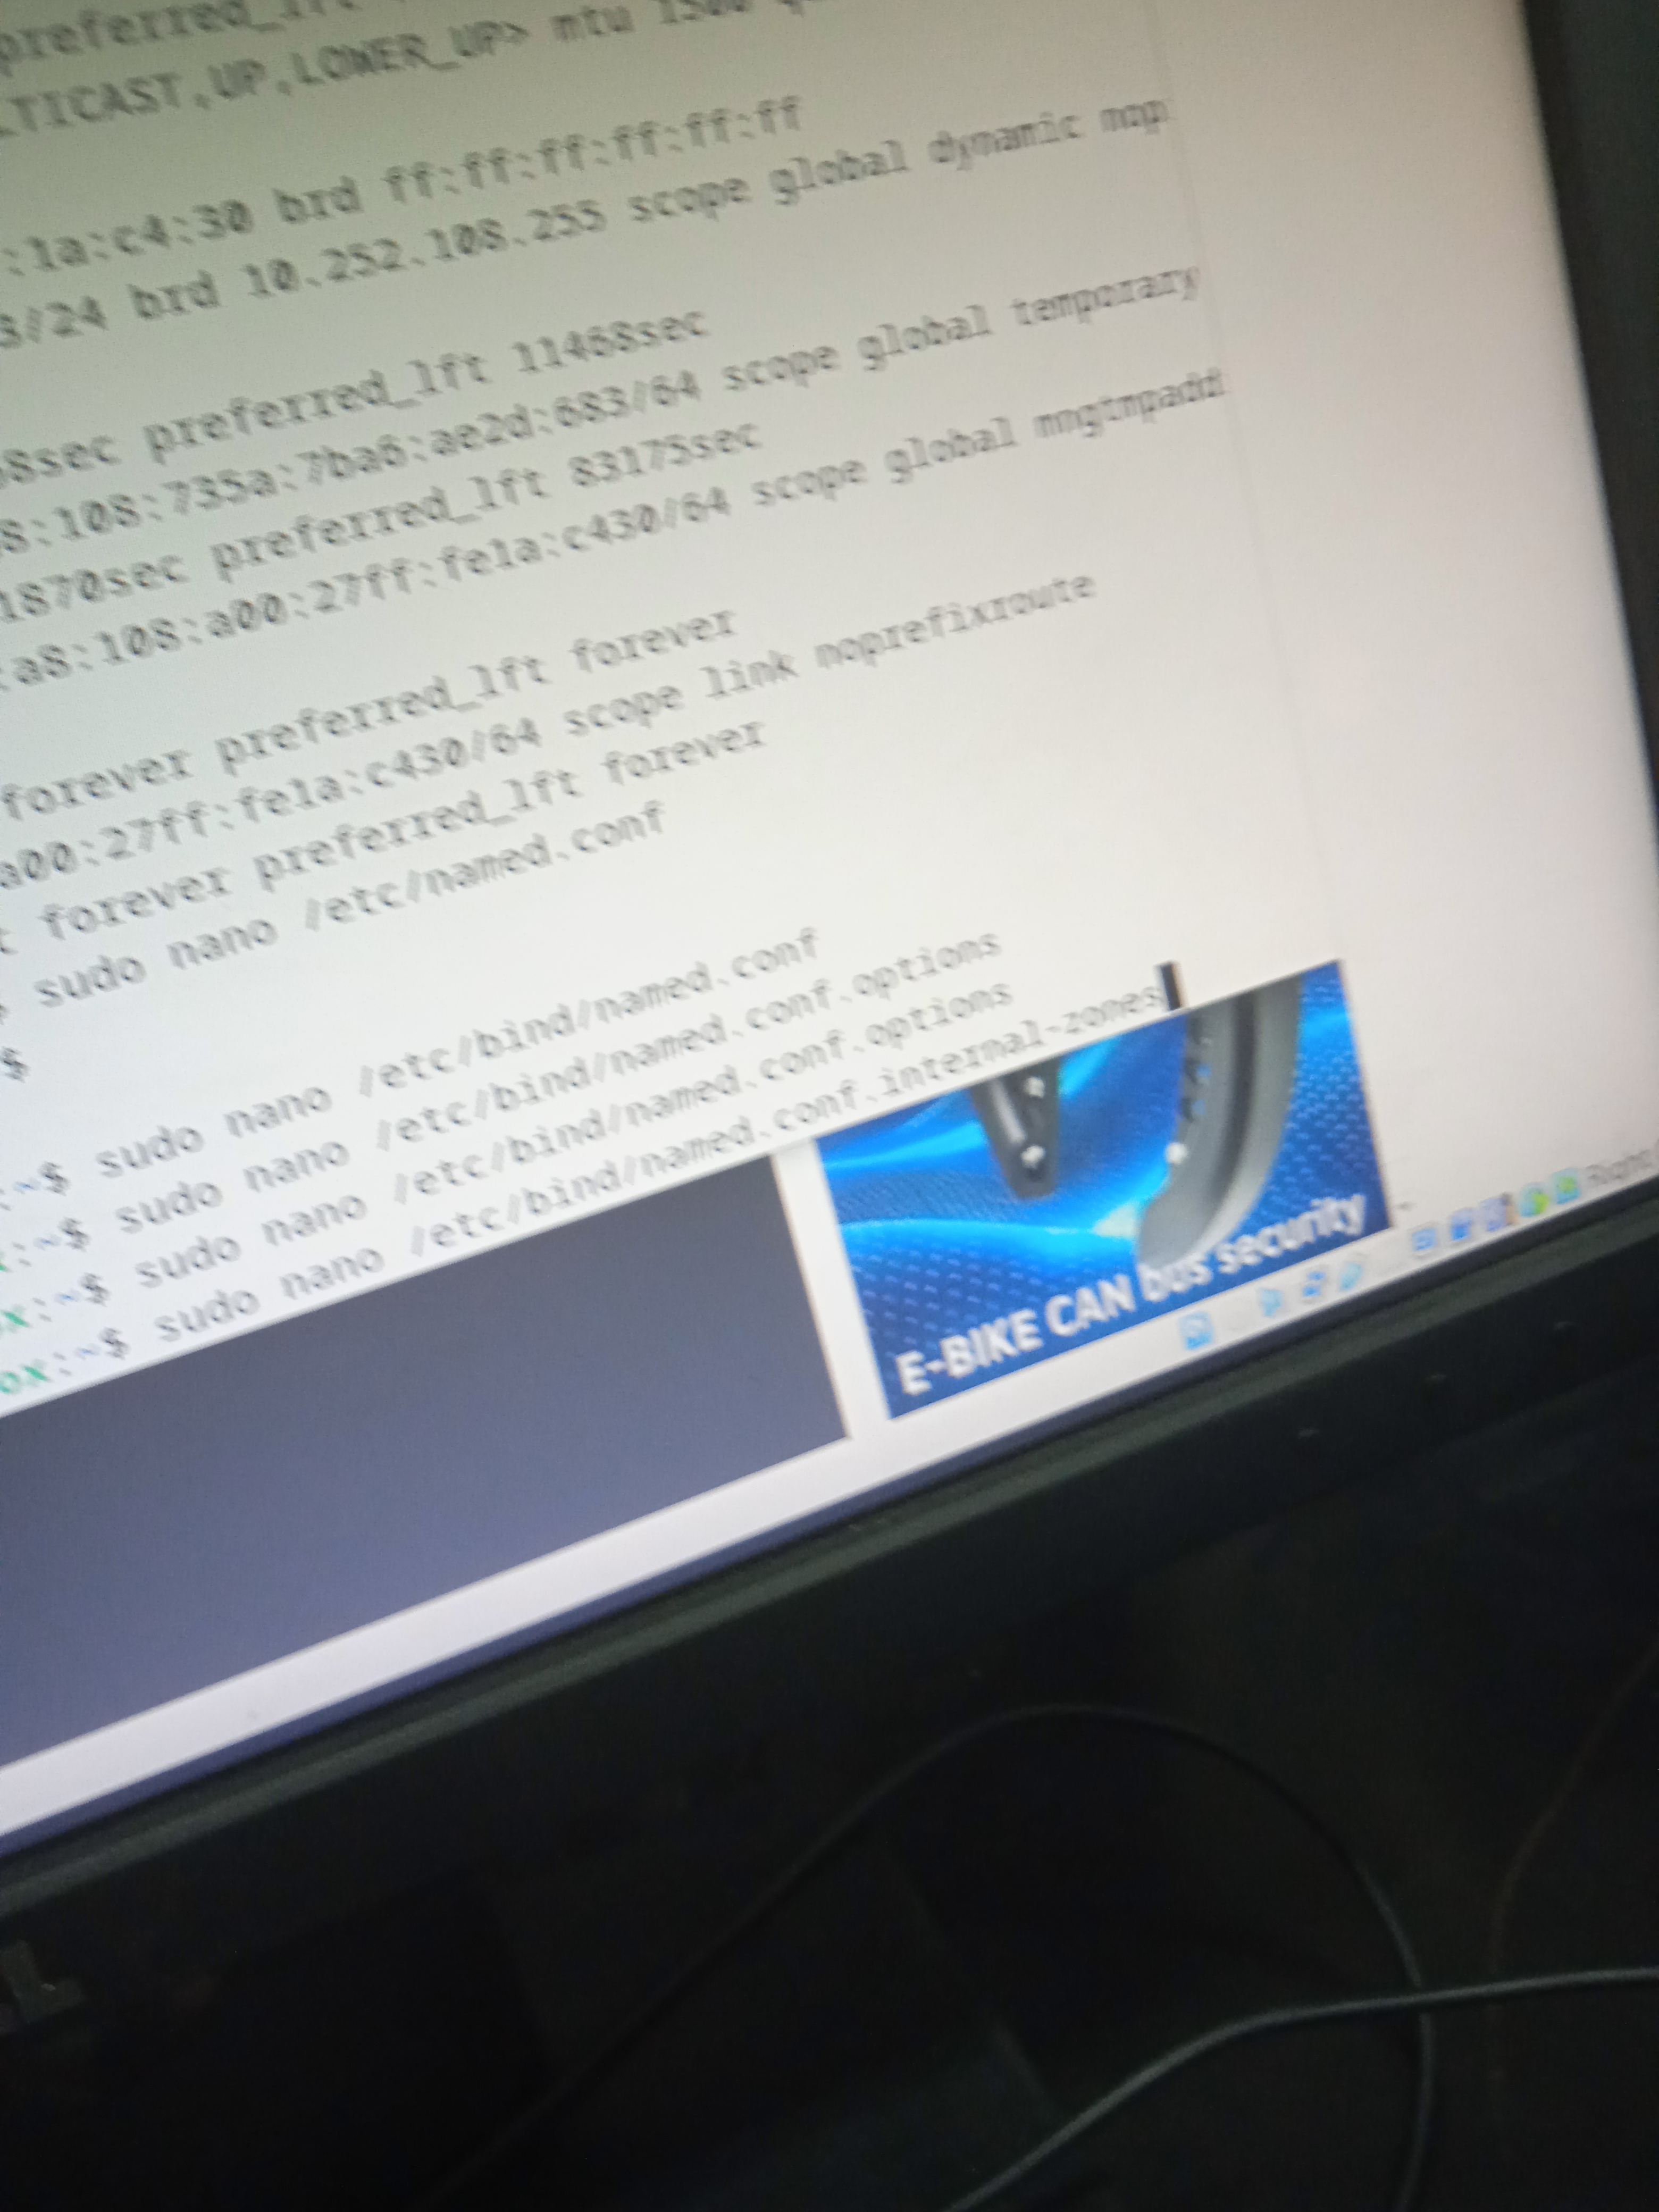 preferred_lft
LTICAST,UP,LOWER_UP> mtu 1500
:1a:c4:30 brd ff:ff:ff:ff:ff:ff
3/24 brd 10.252.108.255 scope global dynamic nop
8sec preferred_lft 11468sec
8:108:735a:7ba6:ae2d:683/64 scope global temporary
1870sec preferred_lft 83175sec
a8:108:a00:27ff:fe1a:c430/64 scope global mngtmpaddr
forever preferred_lft forever
a00:27ff:fe1a:c430/64 scope link noprefixroute
t forever preferred_lft forever
$ sudo nano /etc/named.conf
$
:~$ sudo nano /etc/bind/named.conf
:~$ sudo nano /etc/bind/named.conf.options
x:~$ sudo nano /etc/bind/named.conf.options
ox:~$ sudo nano /etc/bind/named.conf.internal-zones
E-BIKE CAN bus security
Right